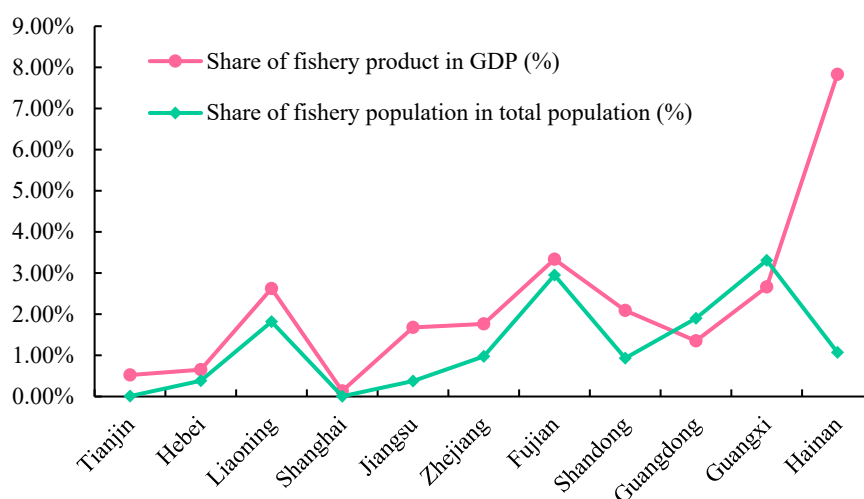 9.00%
8.00%
7.00%
6.00%
5.00%
4.00%
3.00%
2.00%
1.00%
0.00%
Share of fishery product in GDP (%)
Share of fishery population in total population (%)
Tianjin
Hebei
Liaoning
Shanghai
Jiangsu
Zhejiang
Fujian
Shandong
Guangdong
Guangxi
Hainan